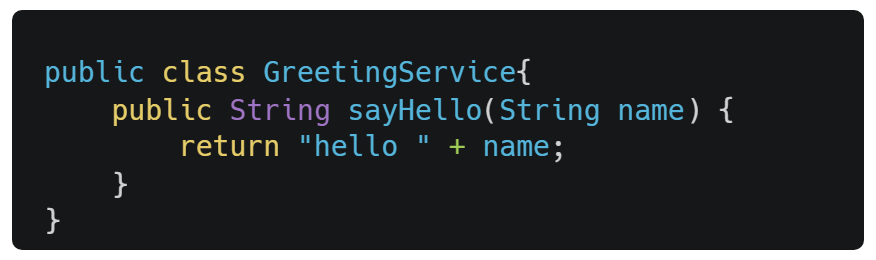 public class GreetingService{
    public String sayHello(String name) {
        return "hello " + name;
    }
}